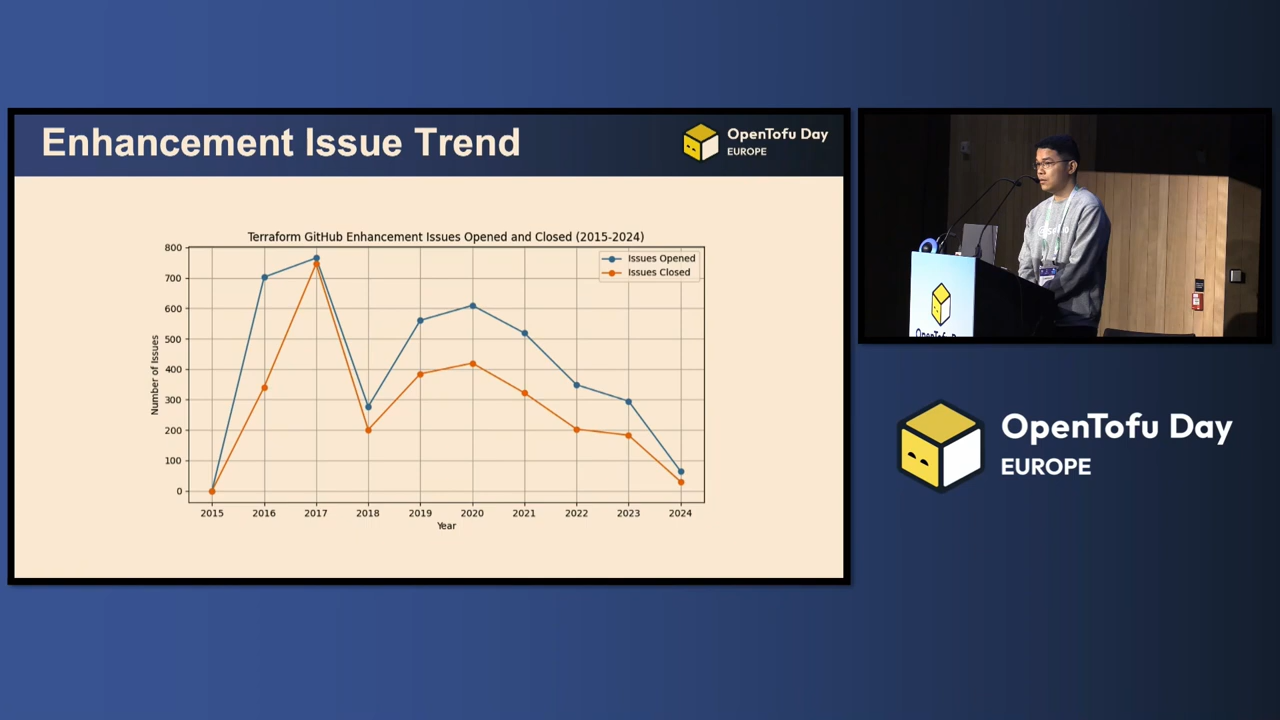 Enhancement Issue Trend
OpenTofu Day
EUROPE
Terraform GitHub Enhancement Issues Opened and Closed (2015-2024)
Issues Opened
Issues Closed
Number of Issues
800
700
600
500
400
300
200
100
0
2015 2016 2017 2018 2019 2020 2021 2022 2023 2024
Year
OpenTofu Day
EUROPE